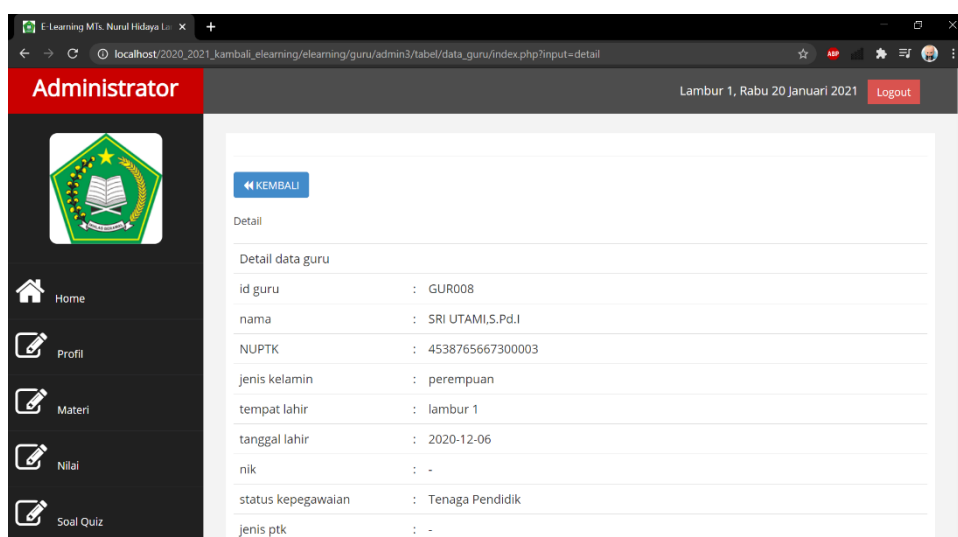 E-Learning MTs. Nurul Hidaya La
localhost/2020_2021_kambali_elearning/elearning/guru/admin3/tabel/data_guru/index.php?input=detail
ABP
Administrator
Lambur 1, Rabu 20 Januari 2021
Logout
KEMBALI
Detail
Detail data guru
id guru : GUR008
nama : SRI UTAMI,S.Pd.I
NUPTK : 4538765667300003
jenis kelamin : perempuan
tempat lahir : lambur 1
tanggal lahir : 2020-12-06
nik : -
status kepegawaian : Tenaga Pendidik
jenis ptk : -
Home
Profil
Materi
Nilai
Soal Quiz